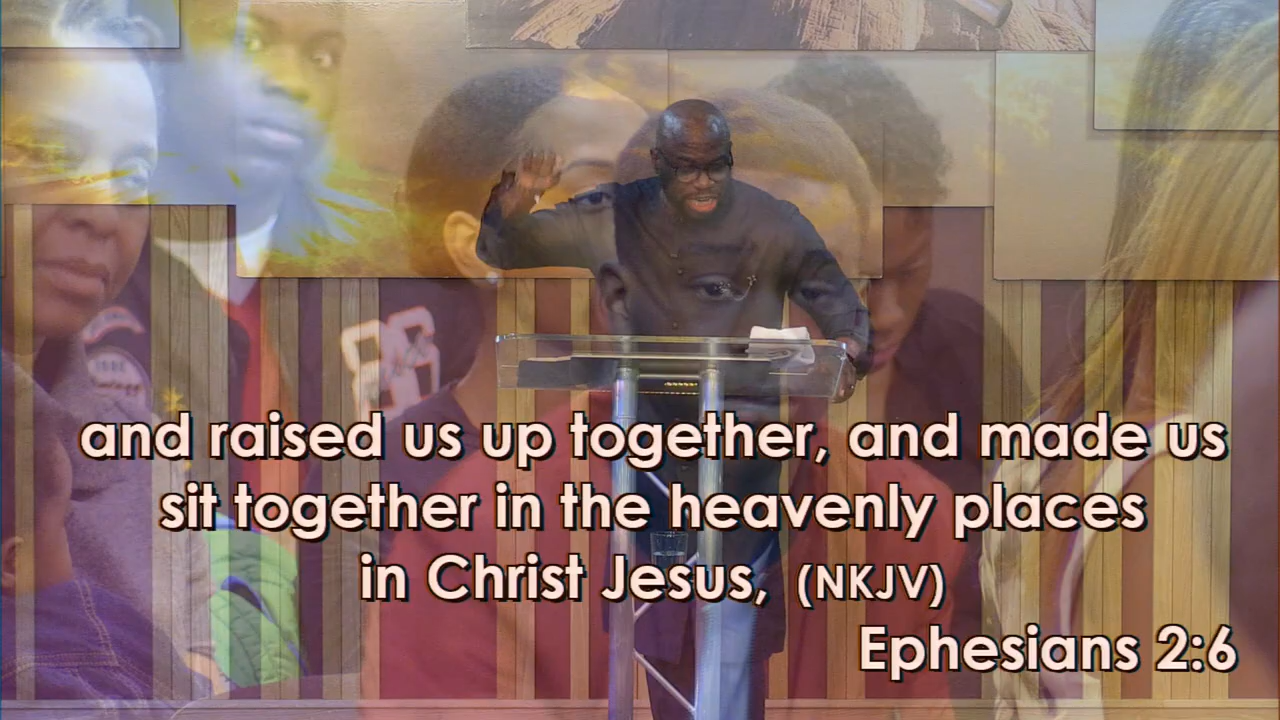 and raised us up together, and made us
sit together in the heavenly places
in Christ Jesus, (NKJV)
Ephesians 2:6